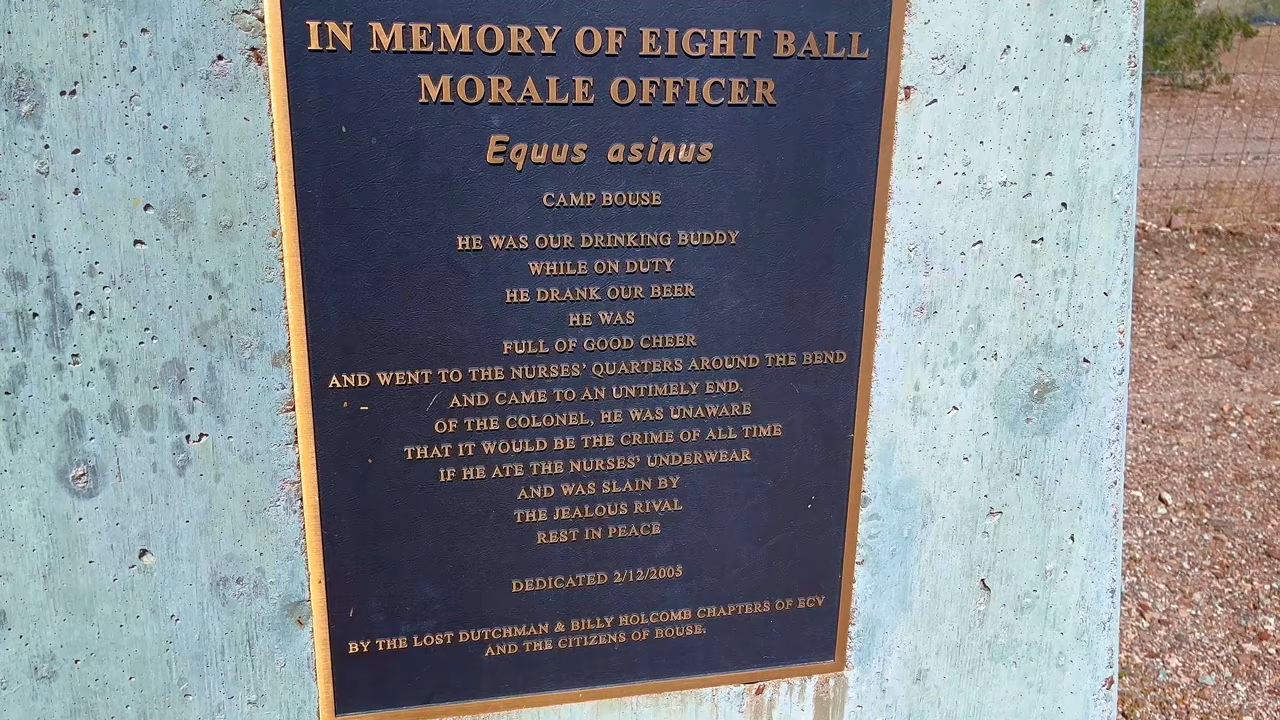 IN MEMORY OF EIGHT BALL
MORALE OFFICER
Equus asinus
CAMP BOUSE
HE WAS OUR DRINKING BUDDY
WHILE ON DUTY
HE DRANK OUR BEER
HE WAS
FULL OF GOOD CHEER
AND WENT TO THE NURSES' QUARTERS AROUND THE BEND
AND CAME TO AN UNTIMELY END.
OF THE COLONEL, HE WAS UNAWARE
THAT IT WOULD BE THE CRIME OF ALL TIME
IF HE ATE THE NURSES' UNDERWEAR
AND WAS SLAIN BY
THE JEALOUS RIVAL
REST IN PEACE
DEDICATED 2/12/2005
BY THE LOST DUTCHMAN & BILLY HOLCOMB CHAPTERS OF ECV
AND THE CITIZENS OF BOUSE.